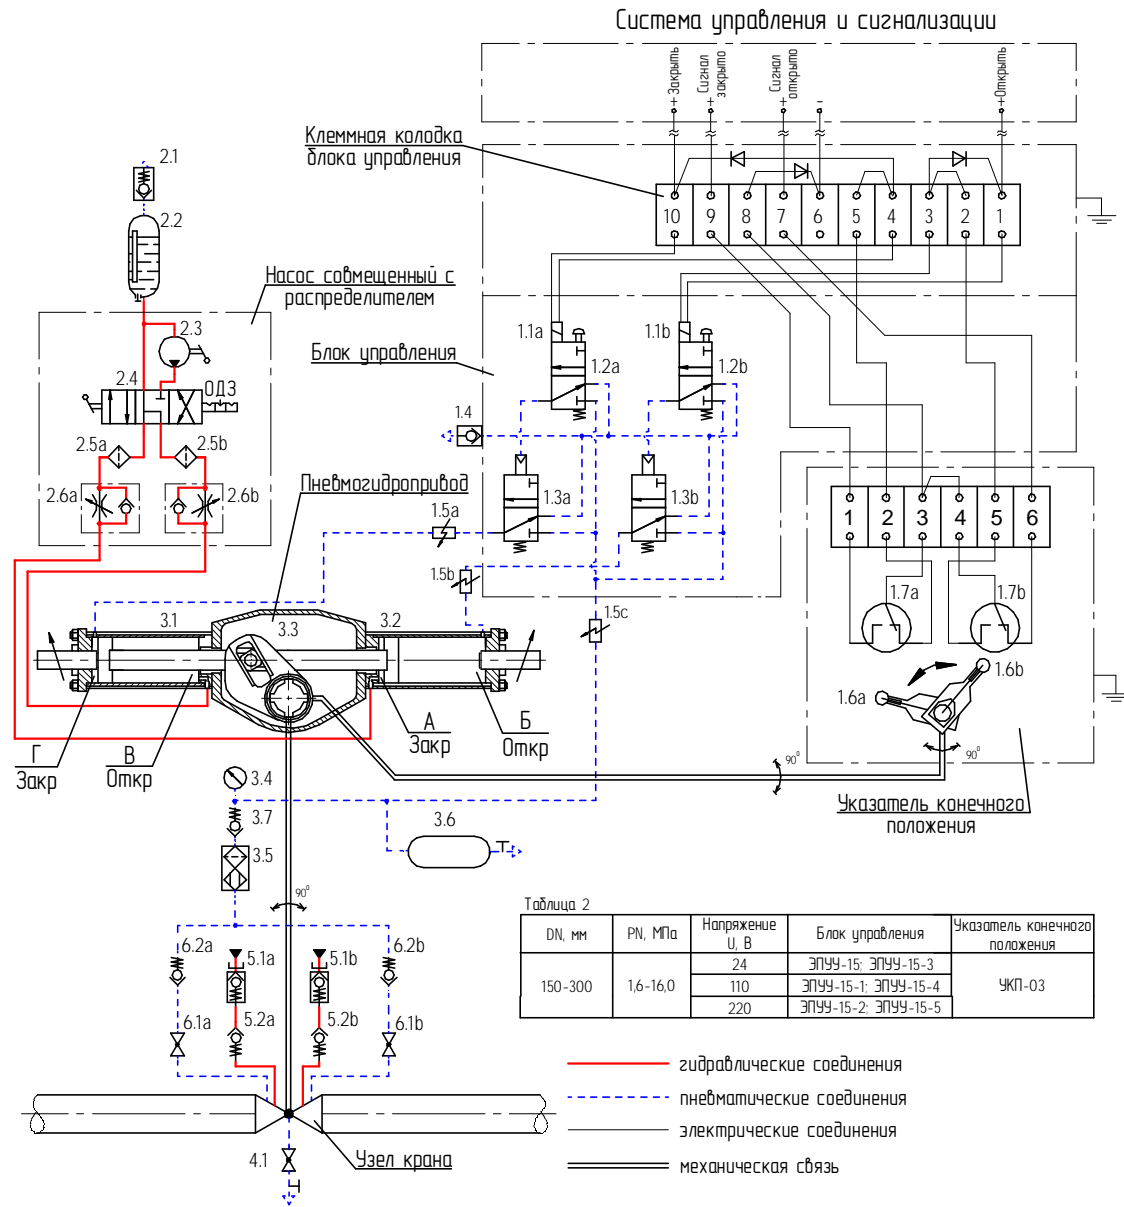 Система управления и сигнализации
+ Закрыть
+ Сигнал закрыто
+ Сигнал открыто
-
+ Открыть
Клеммная колодка
блока управления
10 9 8 7 6 5 4 3 2 1
2.1
2.2
Насос совмещенный с
распределителем
2.3
2.4
ОДЗ
2.5a
2.5b
2.6a
2.6b
Блок управления
1.1a
1.1b
1.2a
1.2b
1.4
1.3a
1.3b
Пневмогидропривод
1.5a
1.5b
1.5c
1 2 3 4 5 6
1.7a
1.7b
1.6a
1.6b
3.1
3.2
3.3
Г
Закр
В
Откр
А
Закр
Б
Откр
90°
90°
Указатель конечного
положения
3.4
3.7
3.6
3.5
90°
6.2a
5.1a
5.1b
6.2b
6.1a
5.2a
5.2b
6.1b
4.1
Узел крана
Таблица 2
DN, мм
PN, МПа
Напряжение
U, В
Блок управления
Указатель конечного
положения
150-300
1,6-16,0
24
ЭПУУ-15; ЭПУУ-15-3
110
ЭПУУ-15-1; ЭПУУ-15-4
220
ЭПУУ-15-2; ЭПУУ-15-5
УКП-03
гидравлические соединения
пневматические соединения
электрические соединения
механическая связь